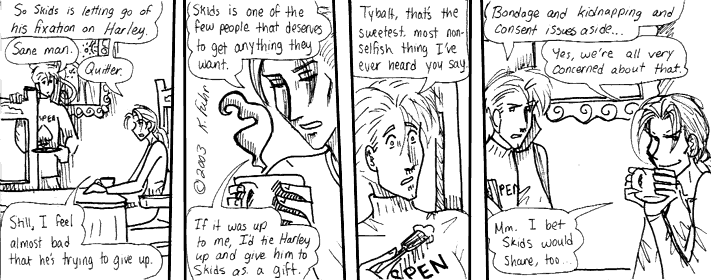 So Skids is letting go of
his fixation on Harley.
Sane man.
Quitter.
OPEN
Still, I feel
almost bad
that he's trying to give up.
Skids is one of the
few people that deserves
to get anything they
want.
©2003 K. Fehr
If it was up
to me, I'd tie Harley
up and give him to
Skids as a gift.
Tybalt, that's the
sweetest, most non-
selfish thing I've
ever heard you say.
OPEN
Bondage and kidnapping and
consent issues aside...
Yes, we're all very
concerned about that.
PEN
Mm. I bet
Skids would
share, too...